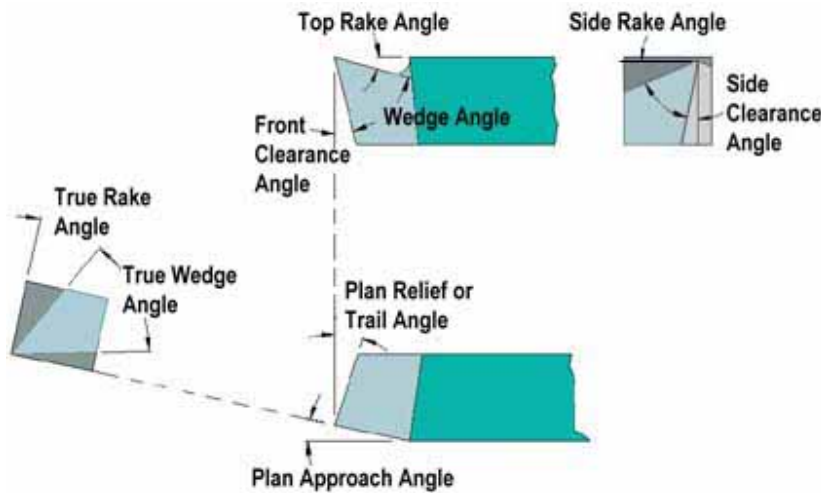 Top Rake Angle
Side Rake Angle
Wedge Angle
Side
Clearance
Angle
Front
Clearance
Angle
True Rake
Angle
True Wedge
Angle
Plan Relief or
Trail Angle
Plan Approach Angle